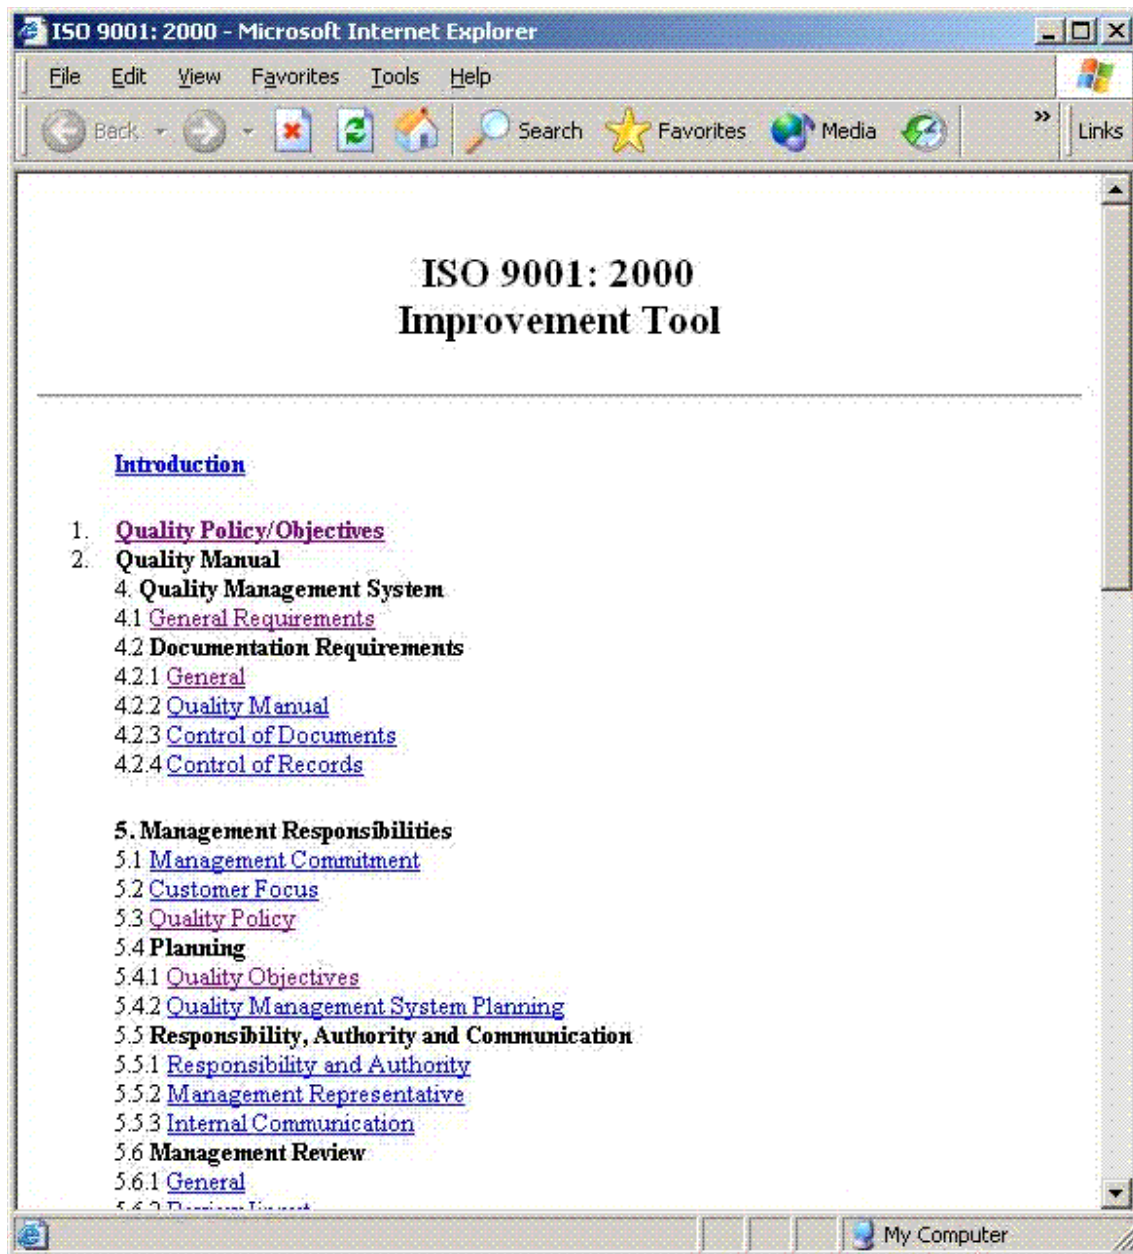 ISO 9001: 2000 - Microsoft Internet Explorer
File Edit View Favorites Tools Help
Back Search Favorites Media » Links
ISO 9001: 2000
Improvement Tool
Introduction
1. Quality Policy/Objectives
2. Quality Manual
4. Quality Management System
4.1 General Requirements
4.2 Documentation Requirements
4.2.1 General
4.2.2 Quality Manual
4.2.3 Control of Documents
4.2.4 Control of Records
5. Management Responsibilities
5.1 Management Commitment
5.2 Customer Focus
5.3 Quality Policy
5.4 Planning
5.4.1 Quality Objectives
5.4.2 Quality Management System Planning
5.5 Responsibility, Authority and Communication
5.5.1 Responsibility and Authority
5.5.2 Management Representative
5.5.3 Internal Communication
5.6 Management Review
5.6.1 General
My Computer